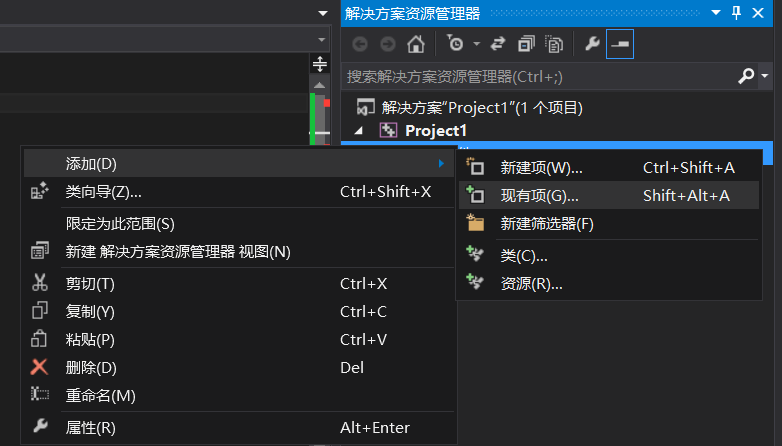 解决方案资源管理器
搜索解决方案资源管理器(Ctrl+;)
解决方案"Project1"(1 个项目)
Project1
添加(D)
类向导(Z)... Ctrl+Shift+X
限定为此范围(S)
新建 解决方案资源管理器 视图(N)
剪切(T) Ctrl+X
复制(Y) Ctrl+C
粘贴(P) Ctrl+V
删除(D) Del
重命名(M)
属性(R) Alt+Enter
新建项(W)... Ctrl+Shift+A
现有项(G)... Shift+Alt+A
新建筛选器(F)
类(C)...
资源(R)...